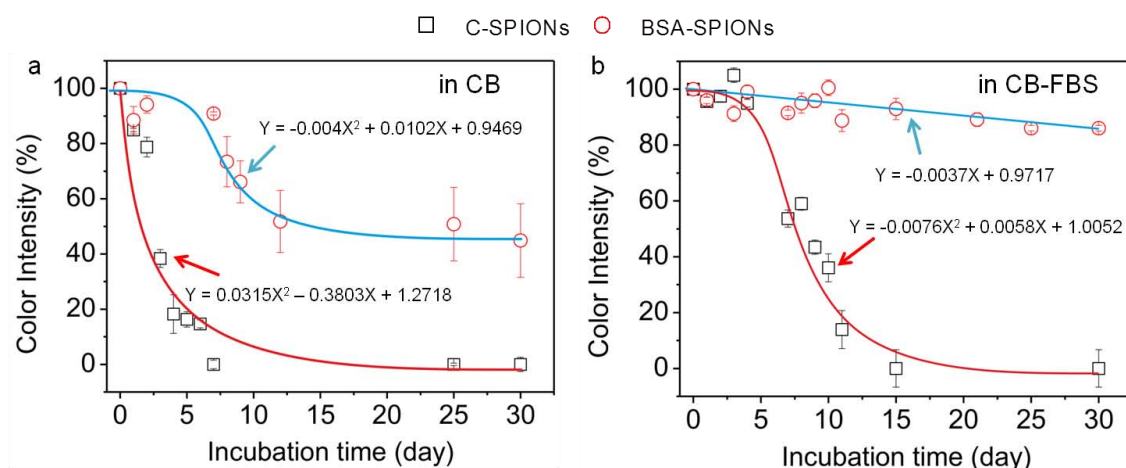 C-SPIONs BSA-SPIONs
a
in CB
Color Intensity (%)
100
80
60
40
20
0
Y = -0.004X² + 0.0102X + 0.9469
Y = 0.0315X² – 0.3803X + 1.2718
0 5 10 15 20 25 30
Incubation time (day)
b
in CB-FBS
Color Intensity (%)
100
80
60
40
20
0
Y = -0.0037X + 0.9717
Y = -0.0076X² + 0.0058X + 1.0052
0 5 10 15 20 25 30
Incubation time (day)